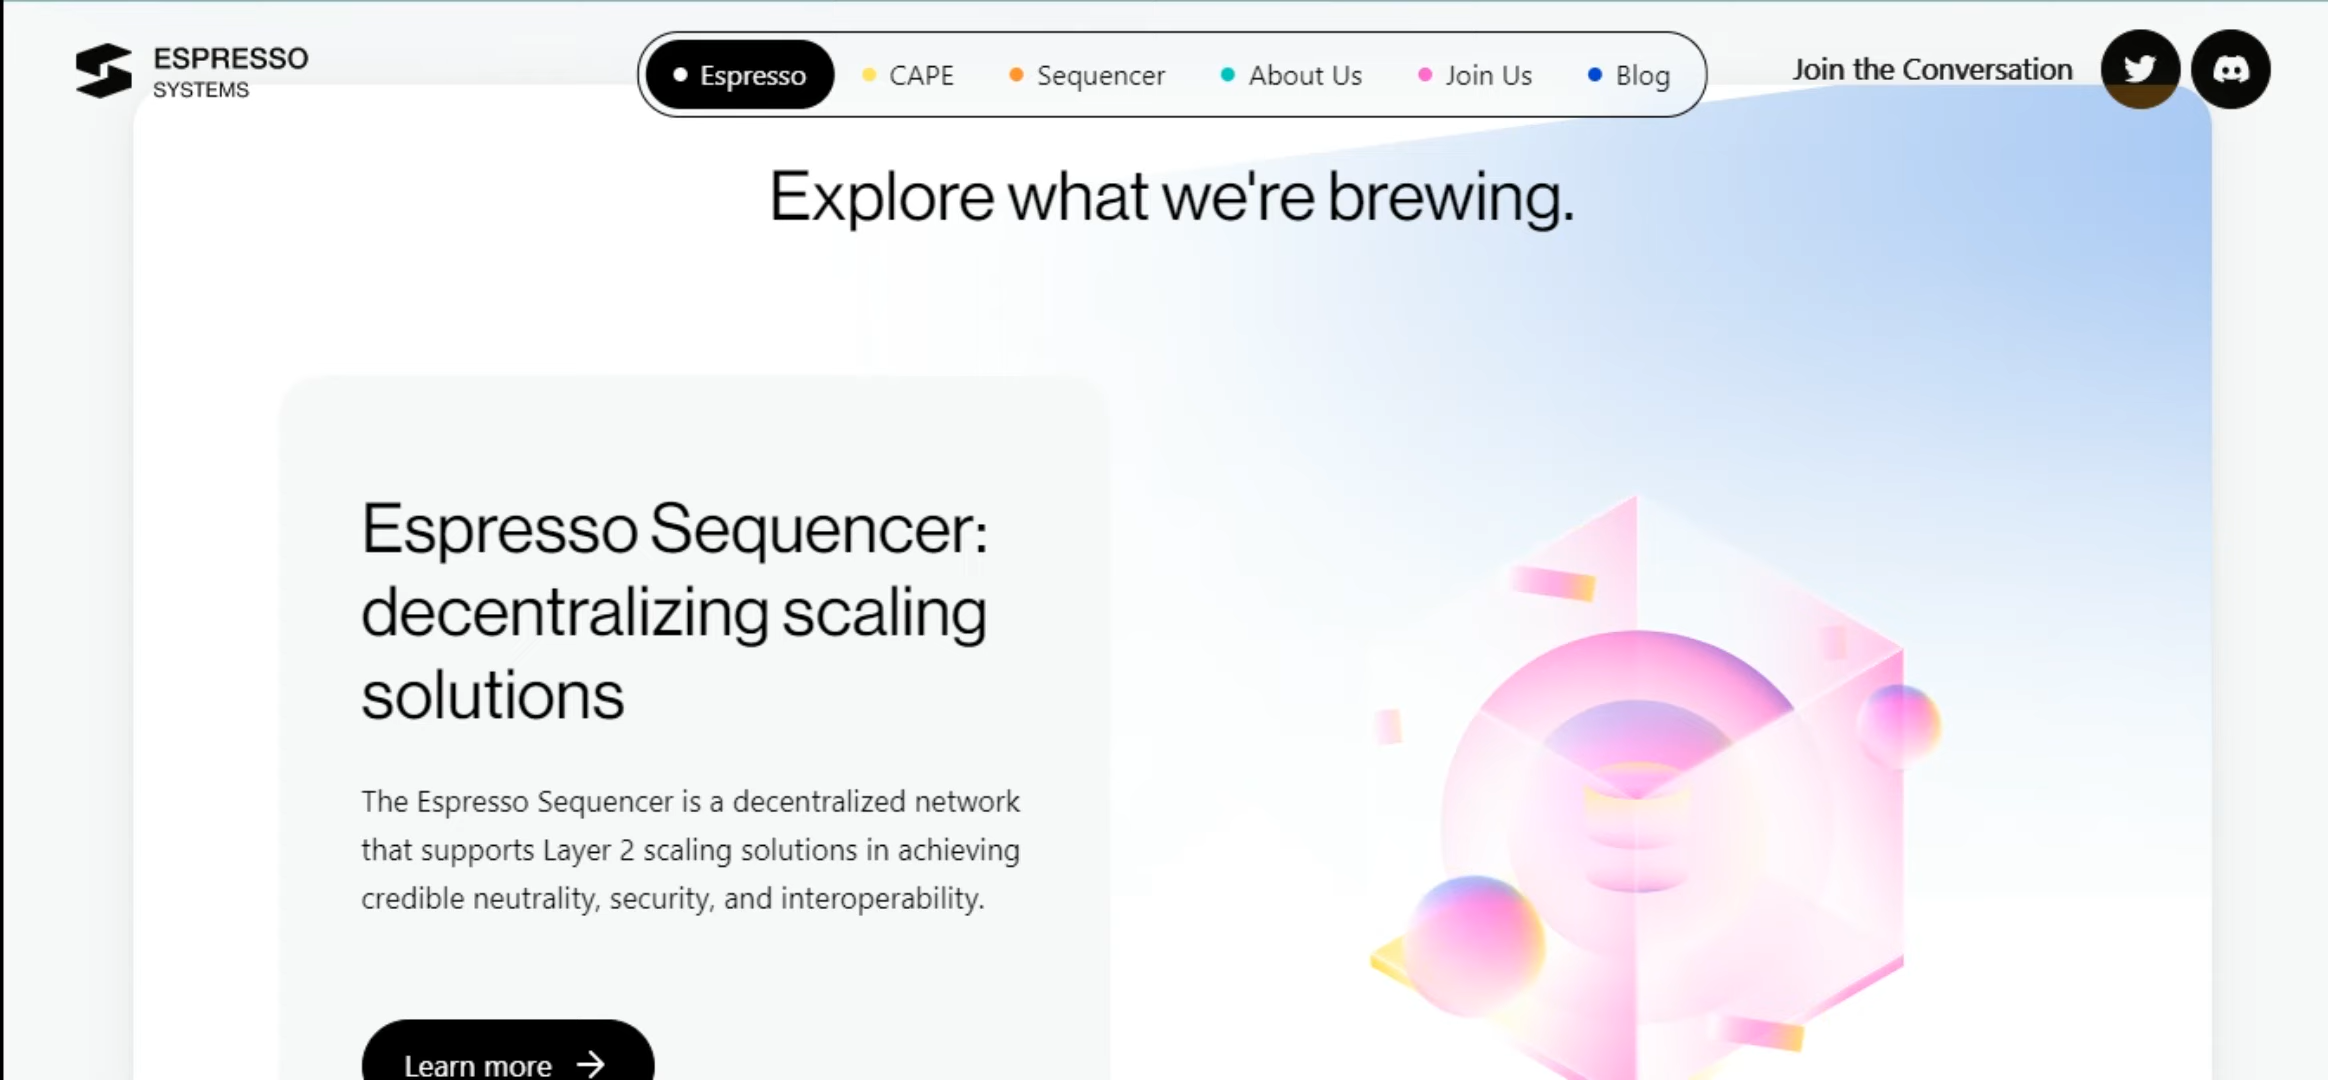 ESPRESSO
SYSTEMS
Espresso
CAPE
Sequencer
About Us
Join Us
Blog
Join the Conversation
Explore what we're brewing.
Espresso Sequencer:
decentralizing scaling
solutions
The Espresso Sequencer is a decentralized network
that supports Layer 2 scaling solutions in achieving
credible neutrality, security, and interoperability.
Learn more